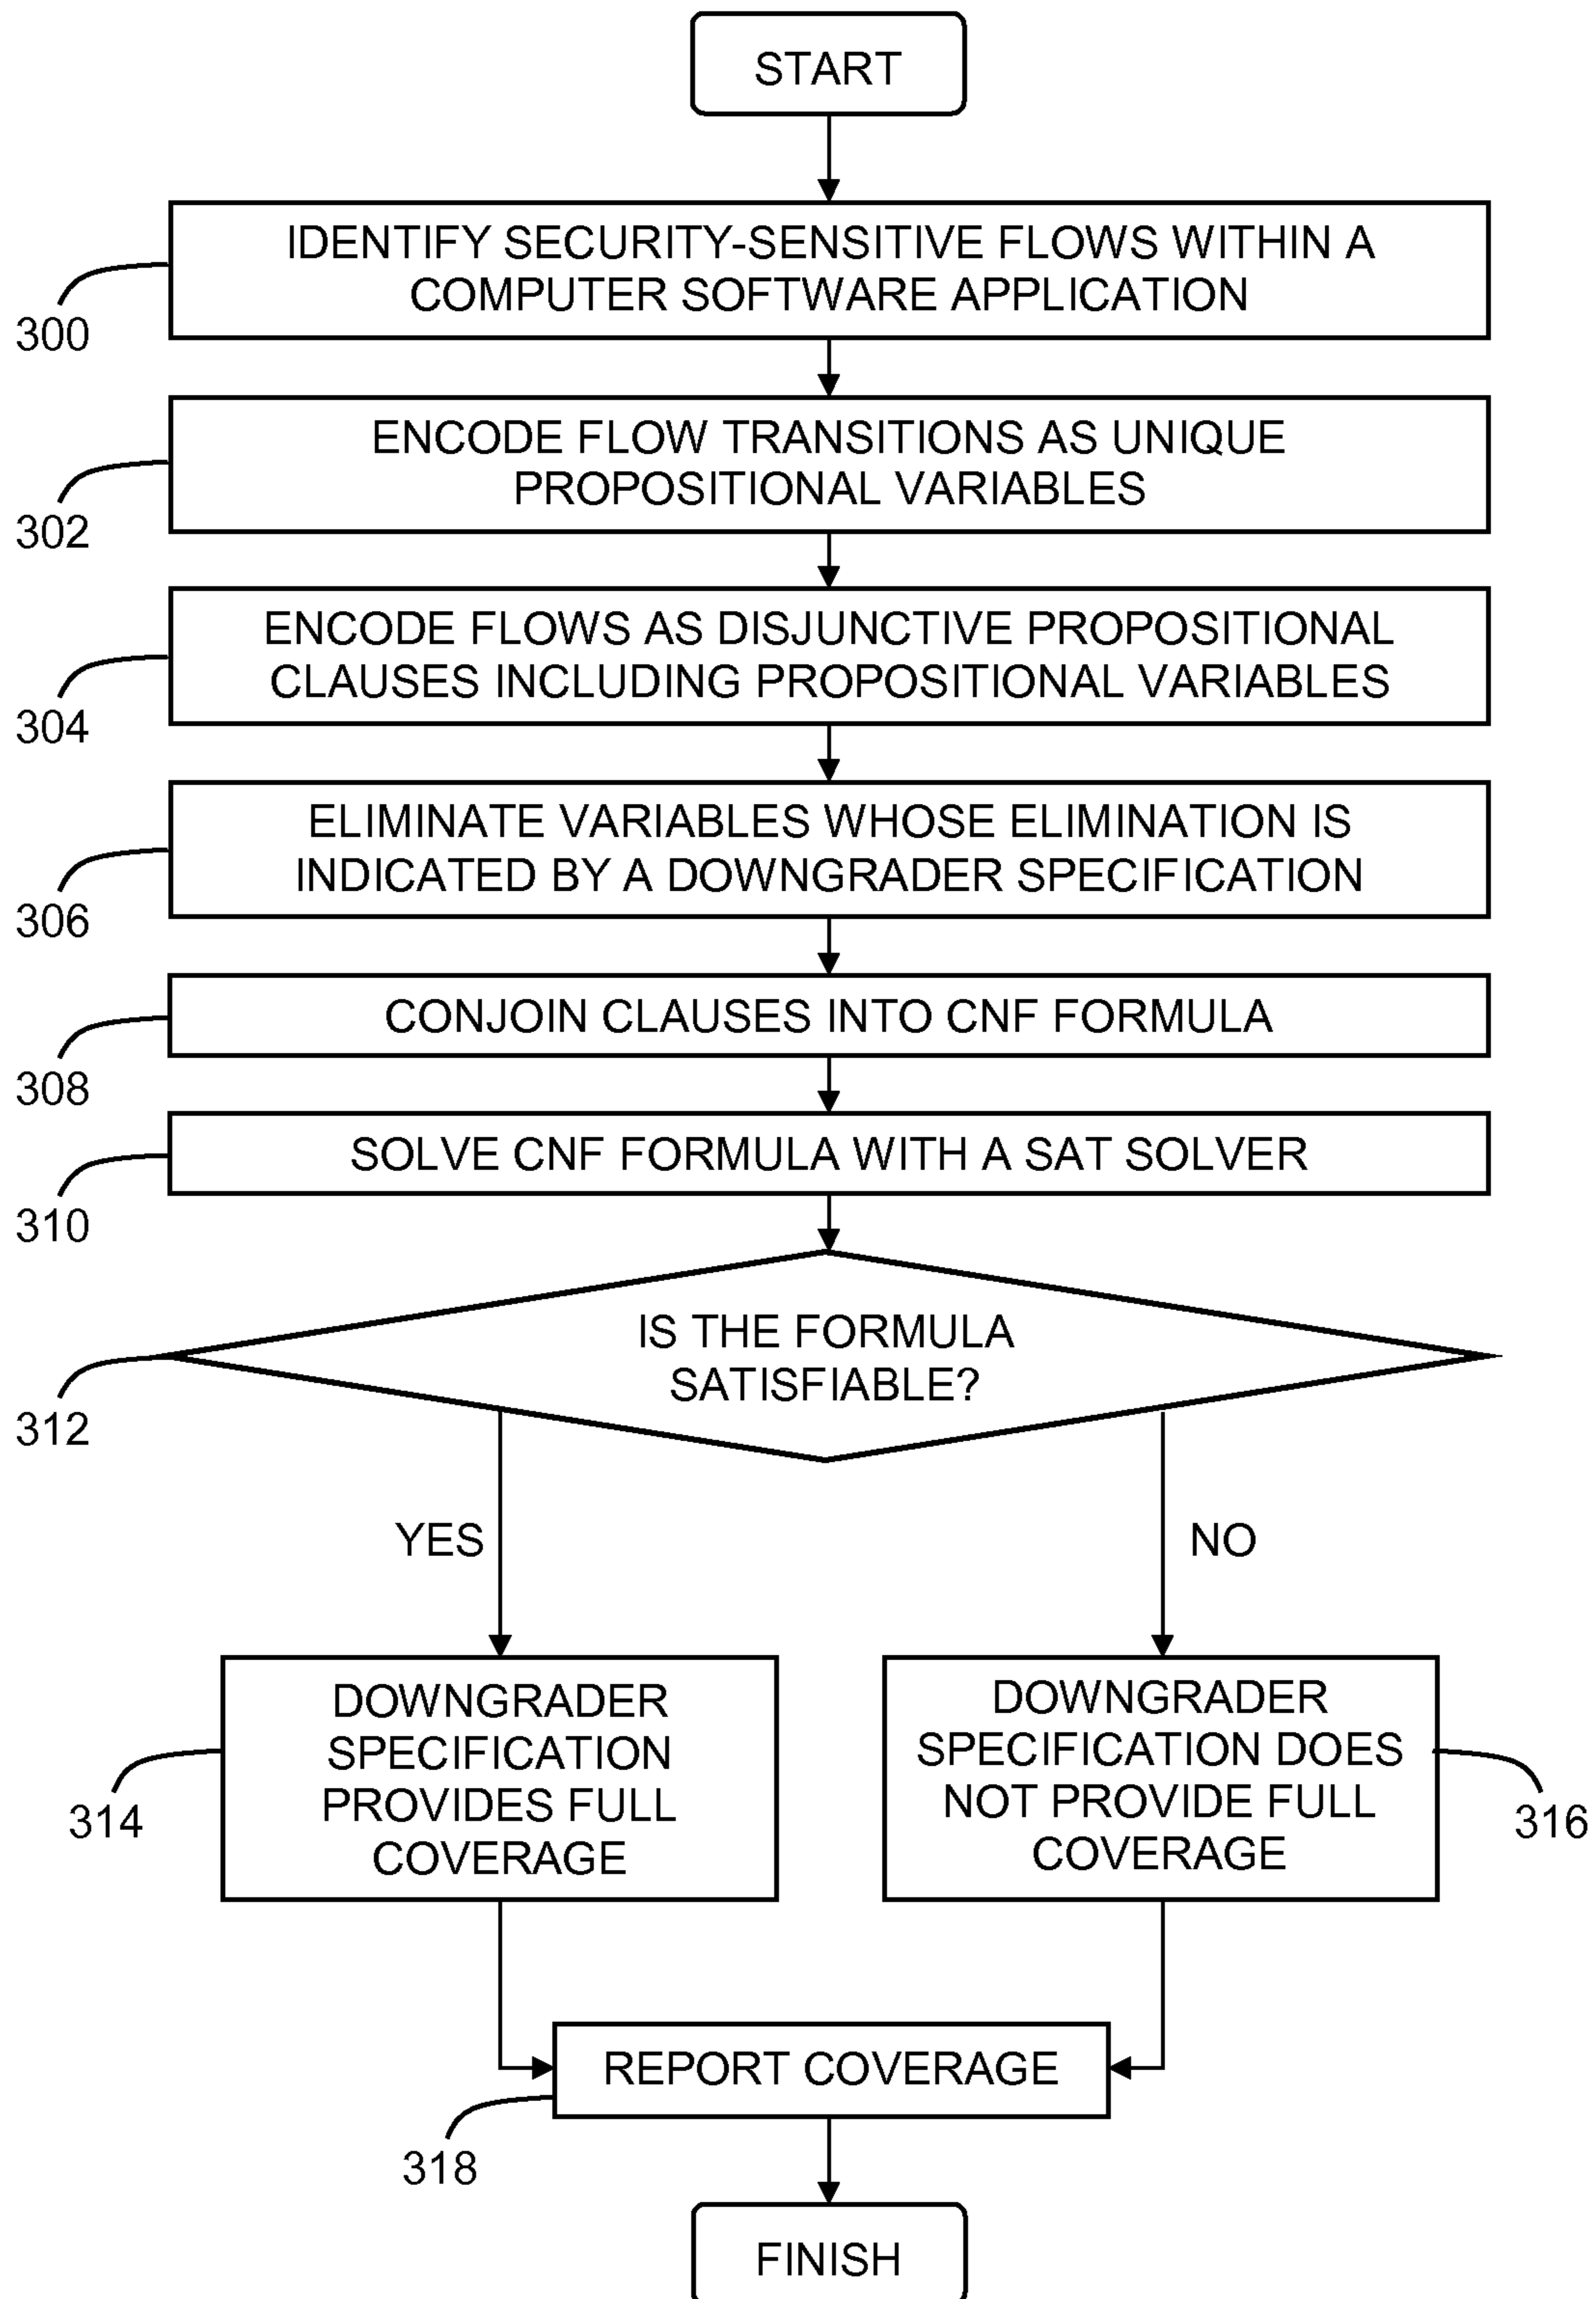 START
IDENTIFY SECURITY-SENSITIVE FLOWS WITHIN A
COMPUTER SOFTWARE APPLICATION
300
ENCODE FLOW TRANSITIONS AS UNIQUE
PROPOSITIONAL VARIABLES
302
ENCODE FLOWS AS DISJUNCTIVE PROPOSITIONAL
CLAUSES INCLUDING PROPOSITIONAL VARIABLES
304
ELIMINATE VARIABLES WHOSE ELIMINATION IS
INDICATED BY A DOWNGRADER SPECIFICATION
306
CONJOIN CLAUSES INTO CNF FORMULA
308
SOLVE CNF FORMULA WITH A SAT SOLVER
310
IS THE FORMULA
SATISFIABLE?
312
YES
NO
DOWNGRADER
SPECIFICATION
PROVIDES FULL
COVERAGE
314
DOWNGRADER
SPECIFICATION DOES
NOT PROVIDE FULL
COVERAGE
316
REPORT COVERAGE
318
FINISH